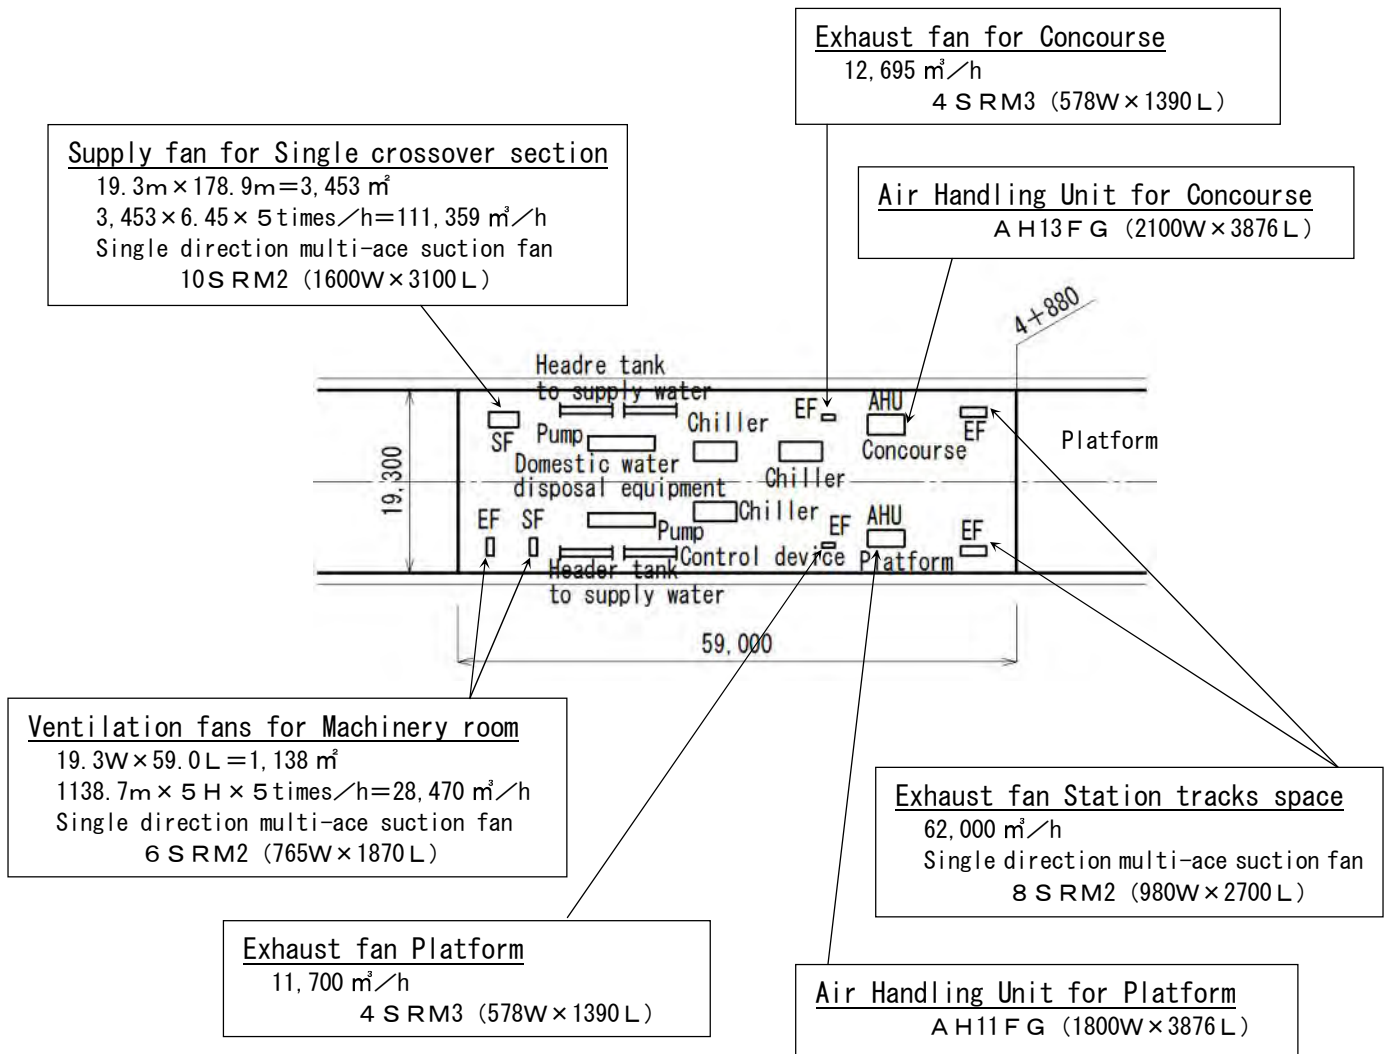 Exhaust fan for Concourse
12,695 ㎥/h
4SRM3 (578W×1390L)
Supply fan for Single crossover section
19.3m×178.9m=3,453 ㎡
3,453×6.45×5times/h=111,359 ㎥/h
Single direction multi-ace suction fan
10SRM2 (1600W×3100L)
Air Handling Unit for Concourse
AH13FG (2100W×3876L)
4+880
Headre tank
to supply water
EF
AHU
Chiller
SF
Pump
EF
Platform
Concourse
Domestic water
disposal equipment
Chiller
19,300
Chiller
EF
SF
EF
AHU
EF
Pump
Control device
Platform
Header tank
to supply water
59,000
Ventilation fans for Machinery room
19.3W×59.0L=1,138 ㎡
1138.7m×5H×5times/h=28,470 ㎥/h
Single direction multi-ace suction fan
6SRM2 (765W×1870L)
Exhaust fan Station tracks space
62,000 ㎥/h
Single direction multi-ace suction fan
8SRM2 (980W×2700L)
Exhaust fan Platform
11,700 ㎥/h
4SRM3 (578W×1390L)
Air Handling Unit for Platform
AH11FG (1800W×3876L)